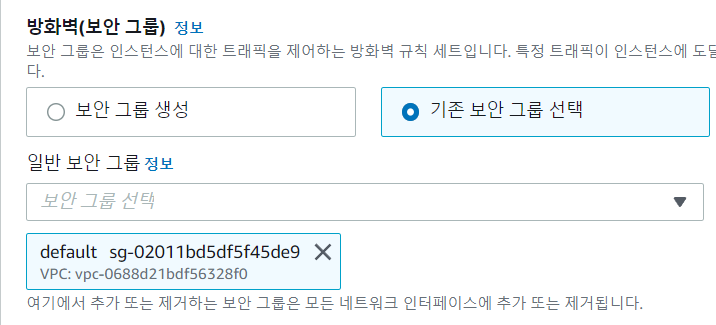 방화벽(보안 그룹) 정보
보안 그룹은 인스턴스에 대한 트래픽을 제어하는 방화벽 규칙 세트입니다. 특정 트래픽이 인스턴스에 도달
다.
보안 그룹 생성
기존 보안 그룹 선택
일반 보안 그룹 정보
보안 그룹 선택
default sg-02011bd5df5f45de9
VPC: vpc-0688d21bdf56328f0
여기에서 추가 또는 제거하는 보안 그룹은 모든 네트워크 인터페이스에 추가 또는 제거됩니다.